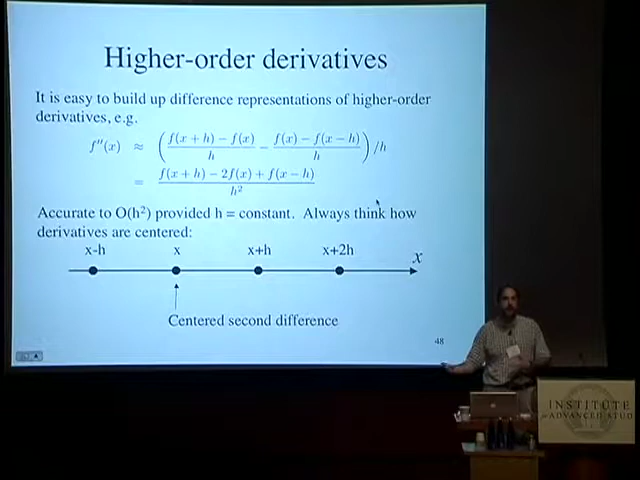 Higher-order derivatives
It is easy to build up difference representations of higher-order
derivatives, e.g.
f''(x) ≈ ( f(x + h) − f(x) / h − f(x) − f(x − h) / h ) /h
= f(x + h) − 2f(x) + f(x − h) / h²
Accurate to O(h²) provided h = constant. Always think how
derivatives are centered:
x-h x x+h x+2h x
Centered second difference
48
INSTITUTE
ADVANCED STUD